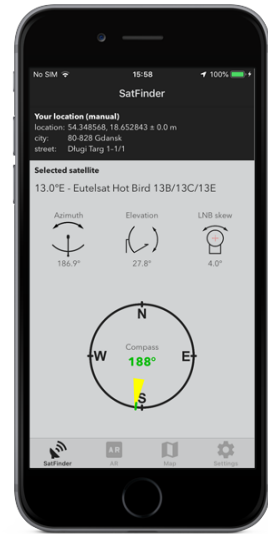 No SIM 15:58 100%
SatFinder
Your location (manual)
location: 54.348568, 18.652843 ± 0.0 m
city: 80-828 Gdansk
street: Długi Targ 1-1/1
Selected satellite
13.0°E - Eutelsat Hot Bird 13B/13C/13E
Azimuth Elevation LNB skew
186.9° 27.8° 4.0°
N
Compass
W 188° E
S
AR
SatFinder AR Map Settings